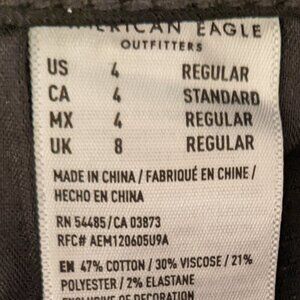 AMERICAN EAGLE
OUTFITTERS
US 4 REGULAR
CA 4 STANDARD
MX 4 REGULAR
UK 8 REGULAR
MADE IN CHINA / FABRIQUÉ EN CHINE /
HECHO EN CHINA
RN 54485/CA 03873
RFC# AEM120605U9A
EN 47% COTTON / 30% VISCOSE / 21%
POLYESTER / 2% ELASTANE
EXCLUSIVE OF DECORATION